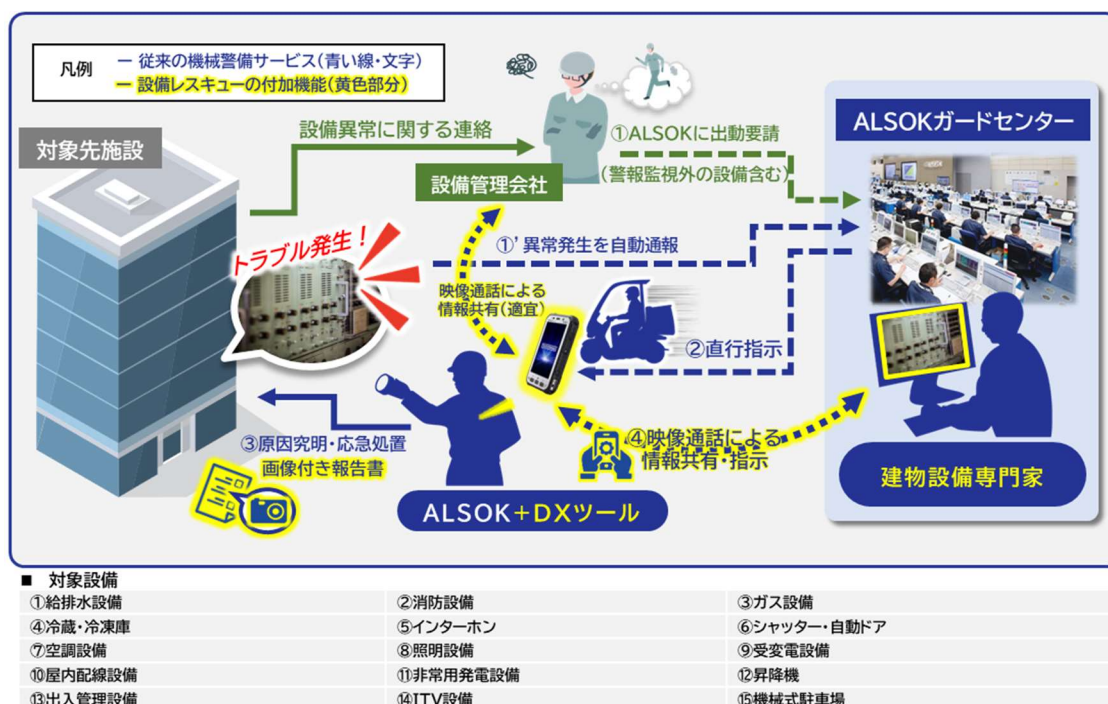 凡例
ー 従来の機械警備サービス(青い線・文字)
ー 設備レスキューの付加機能(黄色部分)
対象先施設
設備異常に関する連絡
設備管理会社
①ALSOKに出動要請
(警報監視外の設備含む)
ALSOKガードセンター
トラブル発生!
①’異常発生を自動通報
映像通話による
情報共有(適宜)
②直行指示
③原因究明・応急処置
画像付き報告書
④映像通話による
情報共有・指示
ALSOK+DXツール
建物設備専門家
■ 対象設備
①給排水設備 ②消防設備 ③ガス設備
④冷蔵・冷凍庫 ⑤インターホン ⑥シャッター・自動ドア
⑦空調設備 ⑧照明設備 ⑨受変電設備
⑩屋内配線設備 ⑪非常用発電設備 ⑫昇降機
⑬出入管理設備 ⑭ITV設備 ⑮機械式駐車場